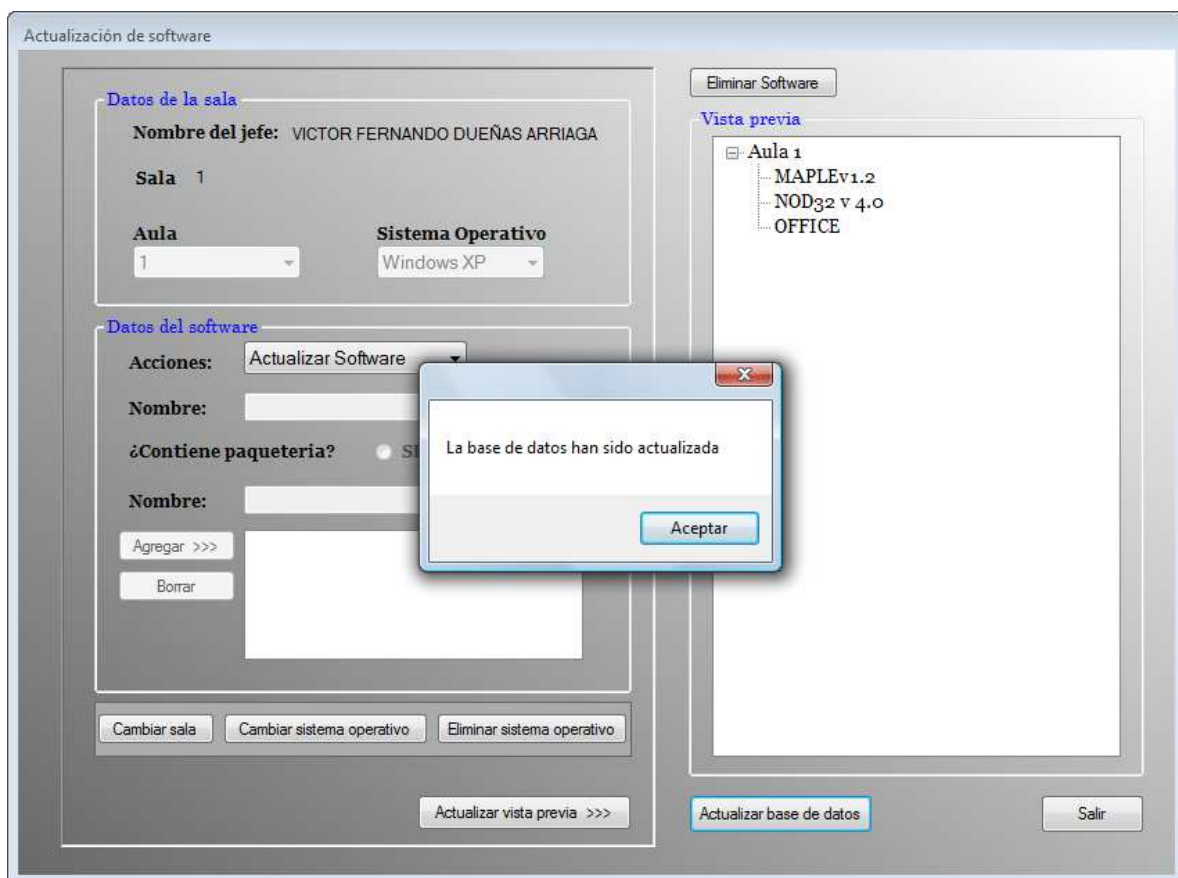 Actualización de software
Datos de la sala
Nombre del jefe: VICTOR FERNANDO DUEÑAS ARRIAGA
Sala 1
Aula
Sistema Operativo
1
Windows XP
Datos del software
Acciones: Actualizar Software
Nombre:
¿Contiene paqueteria?
Nombre:
Agregar >>>
Borrar
Cambiar sala
Cambiar sistema operativo
Eliminar sistema operativo
Actualizar vista previa >>>
Eliminar Software
Vista previa
Aula 1
MAPLEv1.2
NOD32 v 4.0
OFFICE
Actualizar base de datos
Salir
La base de datos han sido actualizada
Aceptar